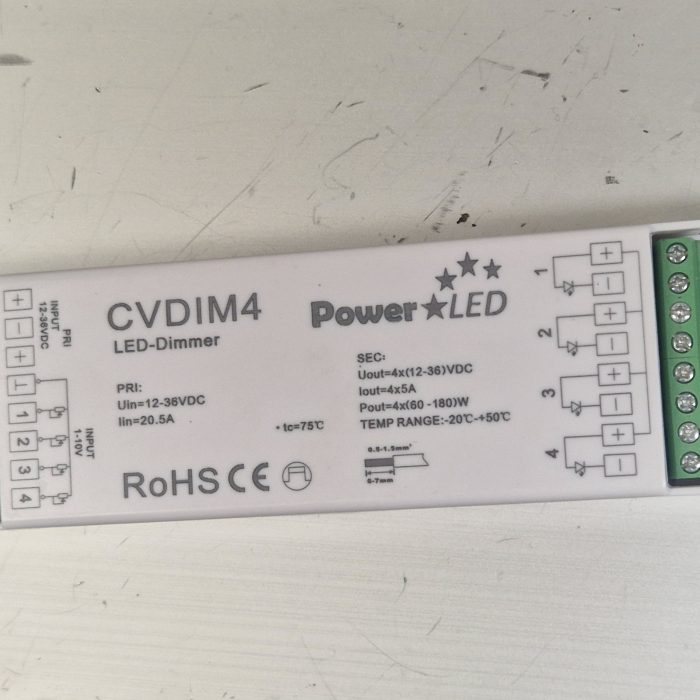 CVDIM4
LED-Dimmer
Power LED
PRI:
Uin=12-36VDC
Iin=20.5A
• tc=75℃
SEC:
Uout=4x(12-36)VDC
Iout=4x5A
Pout=4x(60 -180)W
TEMP RANGE:-20℃-+50℃
0.5-1.5mm²
6-7mm
RoHS CE
PRI
INPUT
12-36VDC
+
-
+
⊥
1
2
3
4
INPUT
1-10V
1
+
-
2
+
-
3
+
-
4
+
-